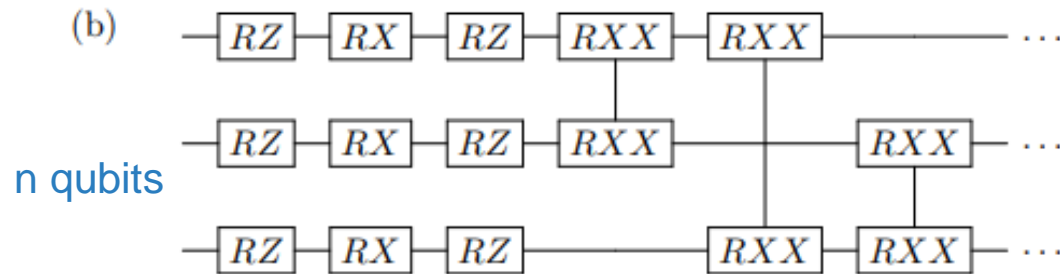 (b) RZ RX RZ RXX RXX ...
RZ RX RZ RXX RXX ...
n qubits
RZ RX RZ RXX RXX ...